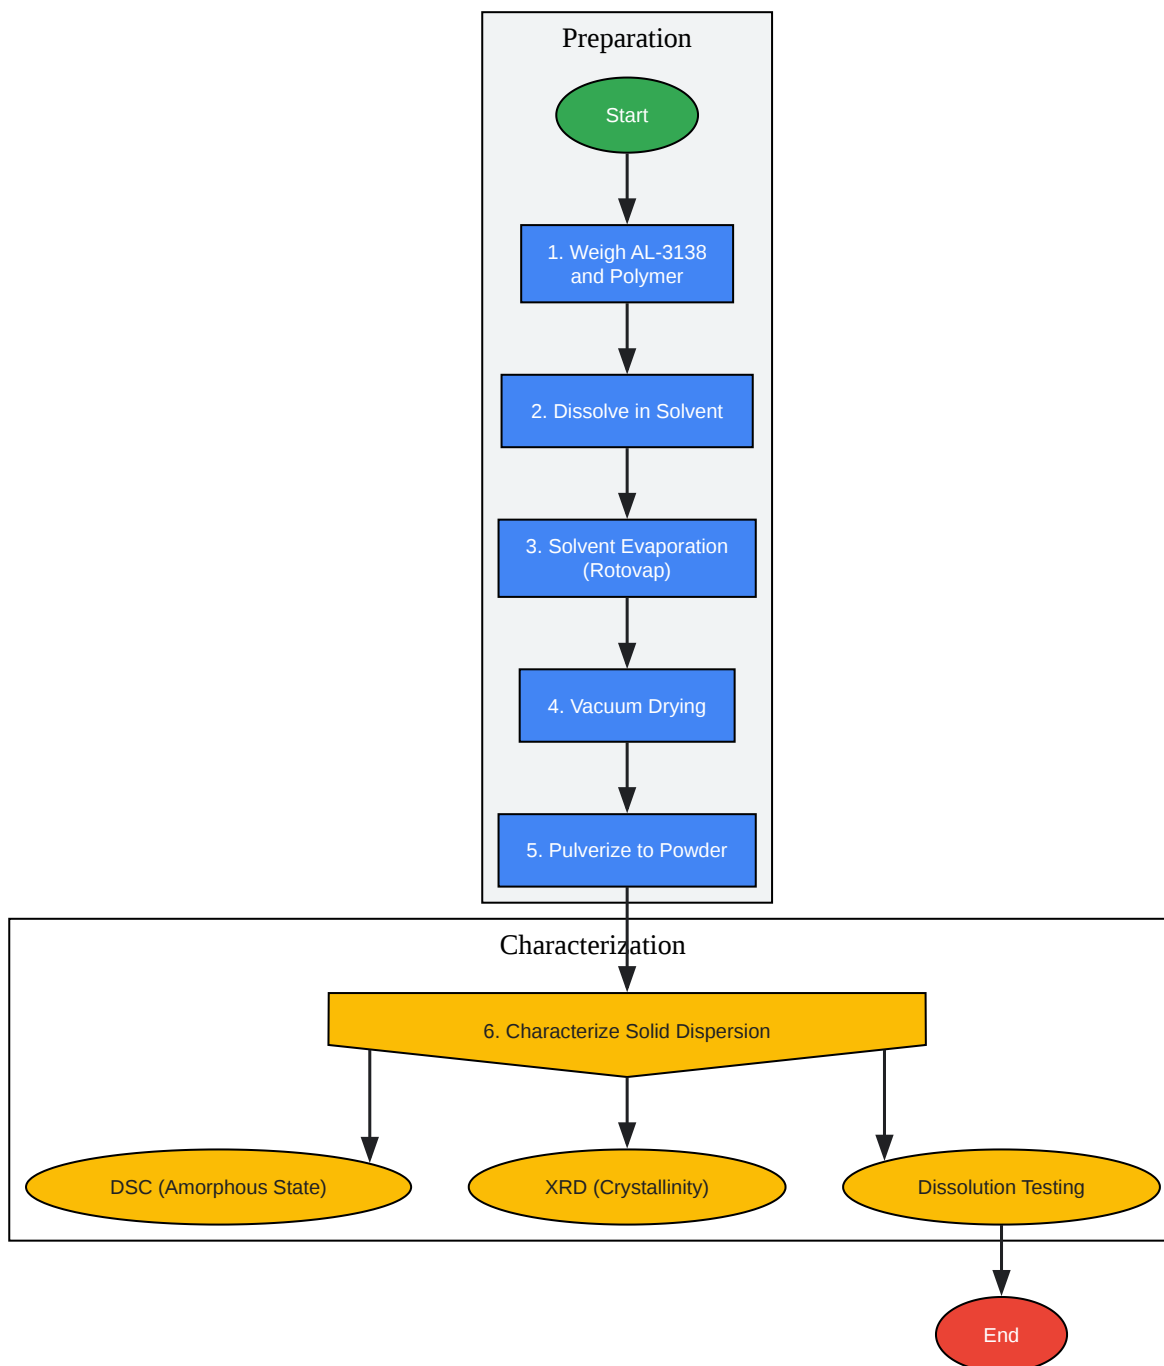 Preparation
Start
1. Weigh AL-3138
and Polymer
2. Dissolve in Solvent
3. Solvent Evaporation
(Rotovap)
4. Vacuum Drying
5. Pulverize to Powder
Characterization
6. Characterize Solid Dispersion
DSC (Amorphous State)
XRD (Crystallinity)
Dissolution Testing
End